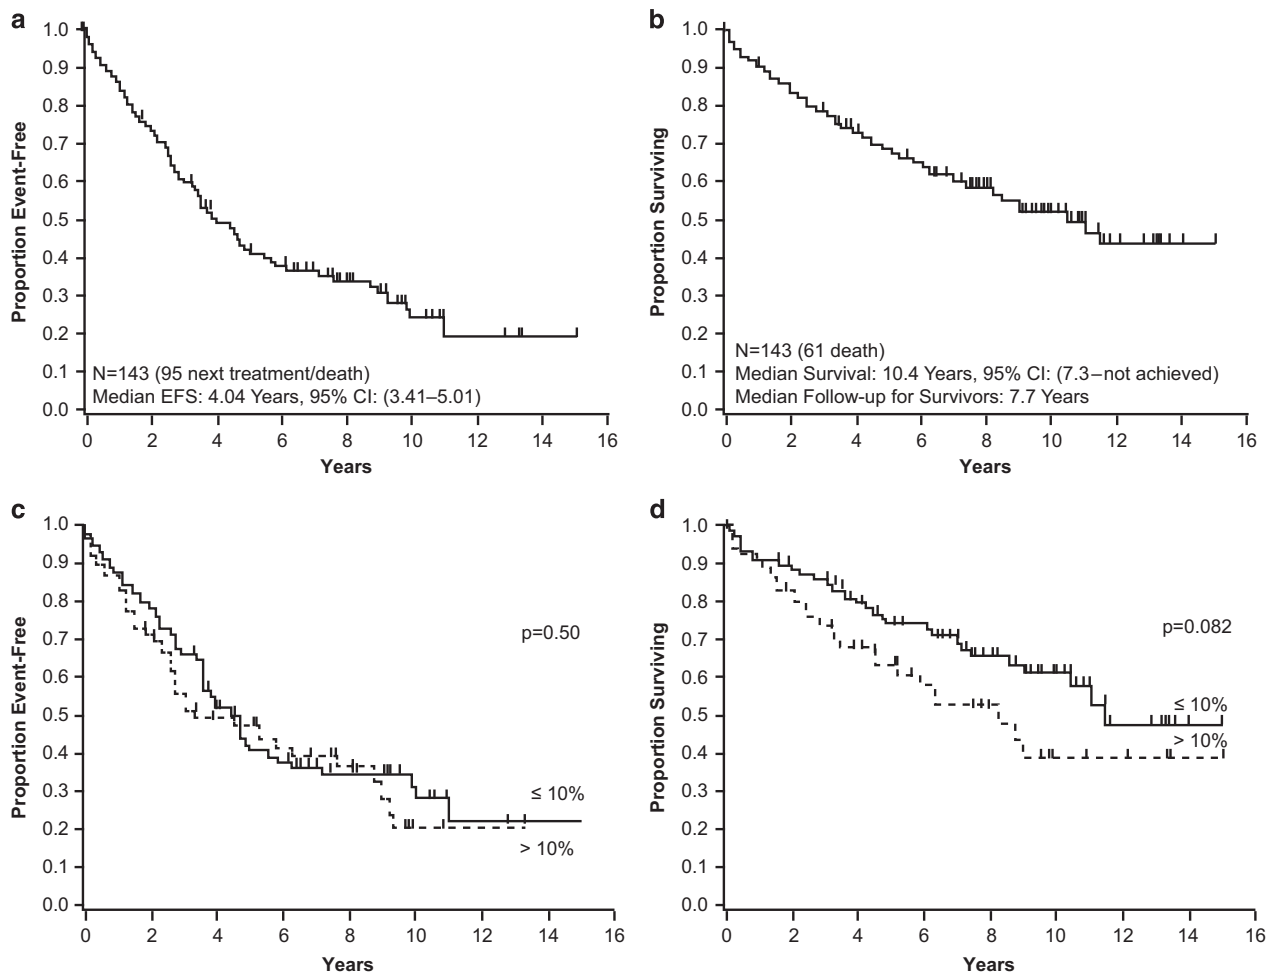 a
1.0
0.9
0.8
0.7
0.6
0.5
0.4
0.3
0.2
0.1
0.0
Proportion Event-Free
N=143 (95 next treatment/death)
Median EFS: 4.04 Years, 95% CI: (3.41–5.01)
0 2 4 6 8 10 12 14 16
Years
b
1.0
0.9
0.8
0.7
0.6
0.5
0.4
0.3
0.2
0.1
0.0
Proportion Surviving
N=143 (61 death)
Median Survival: 10.4 Years, 95% CI: (7.3–not achieved)
Median Follow-up for Survivors: 7.7 Years
0 2 4 6 8 10 12 14 16
Years
c
1.0
0.9
0.8
0.7
0.6
0.5
0.4
0.3
0.2
0.1
0.0
Proportion Event-Free
p=0.50
≤ 10%
> 10%
0 2 4 6 8 10 12 14 16
Years
d
1.0
0.9
0.8
0.7
0.6
0.5
0.4
0.3
0.2
0.1
0.0
Proportion Surviving
p=0.082
≤ 10%
> 10%
0 2 4 6 8 10 12 14 16
Years